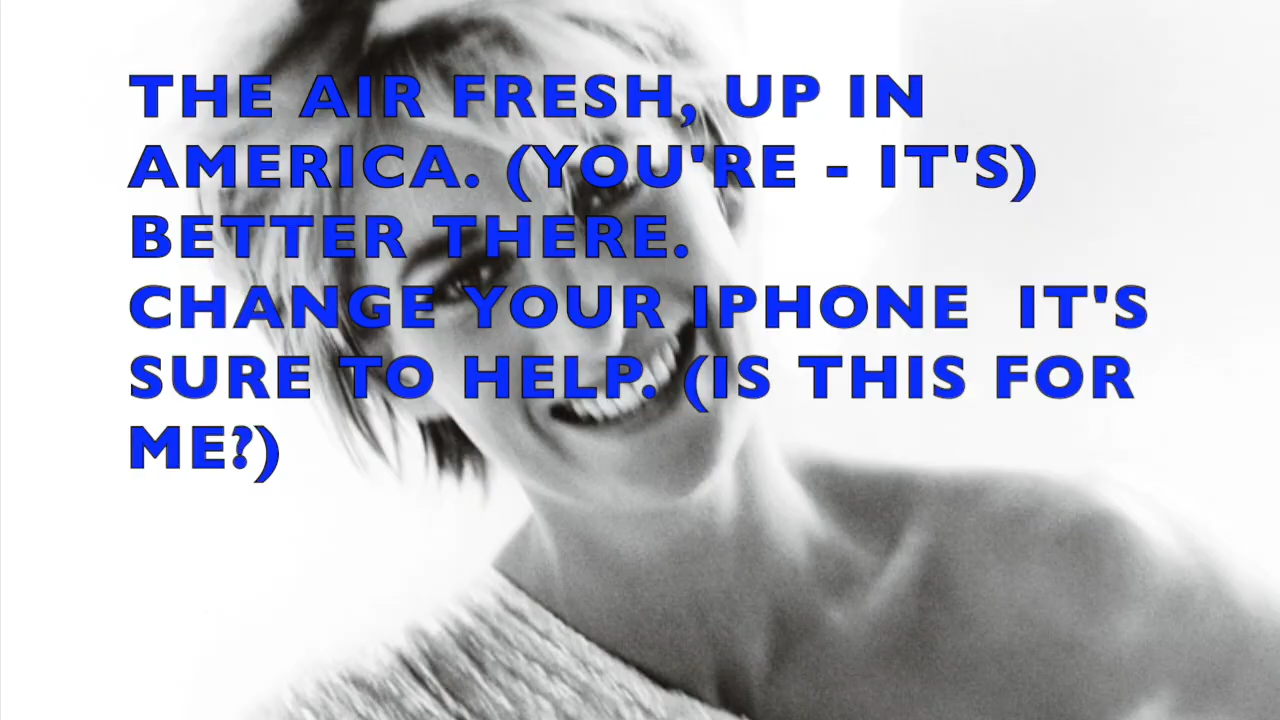 THE AIR FRESH, UP IN
AMERICA. (YOU'RE - IT'S)
BETTER THERE.
CHANGE YOUR IPHONE  IT'S
SURE TO HELP. (IS THIS FOR
ME?)